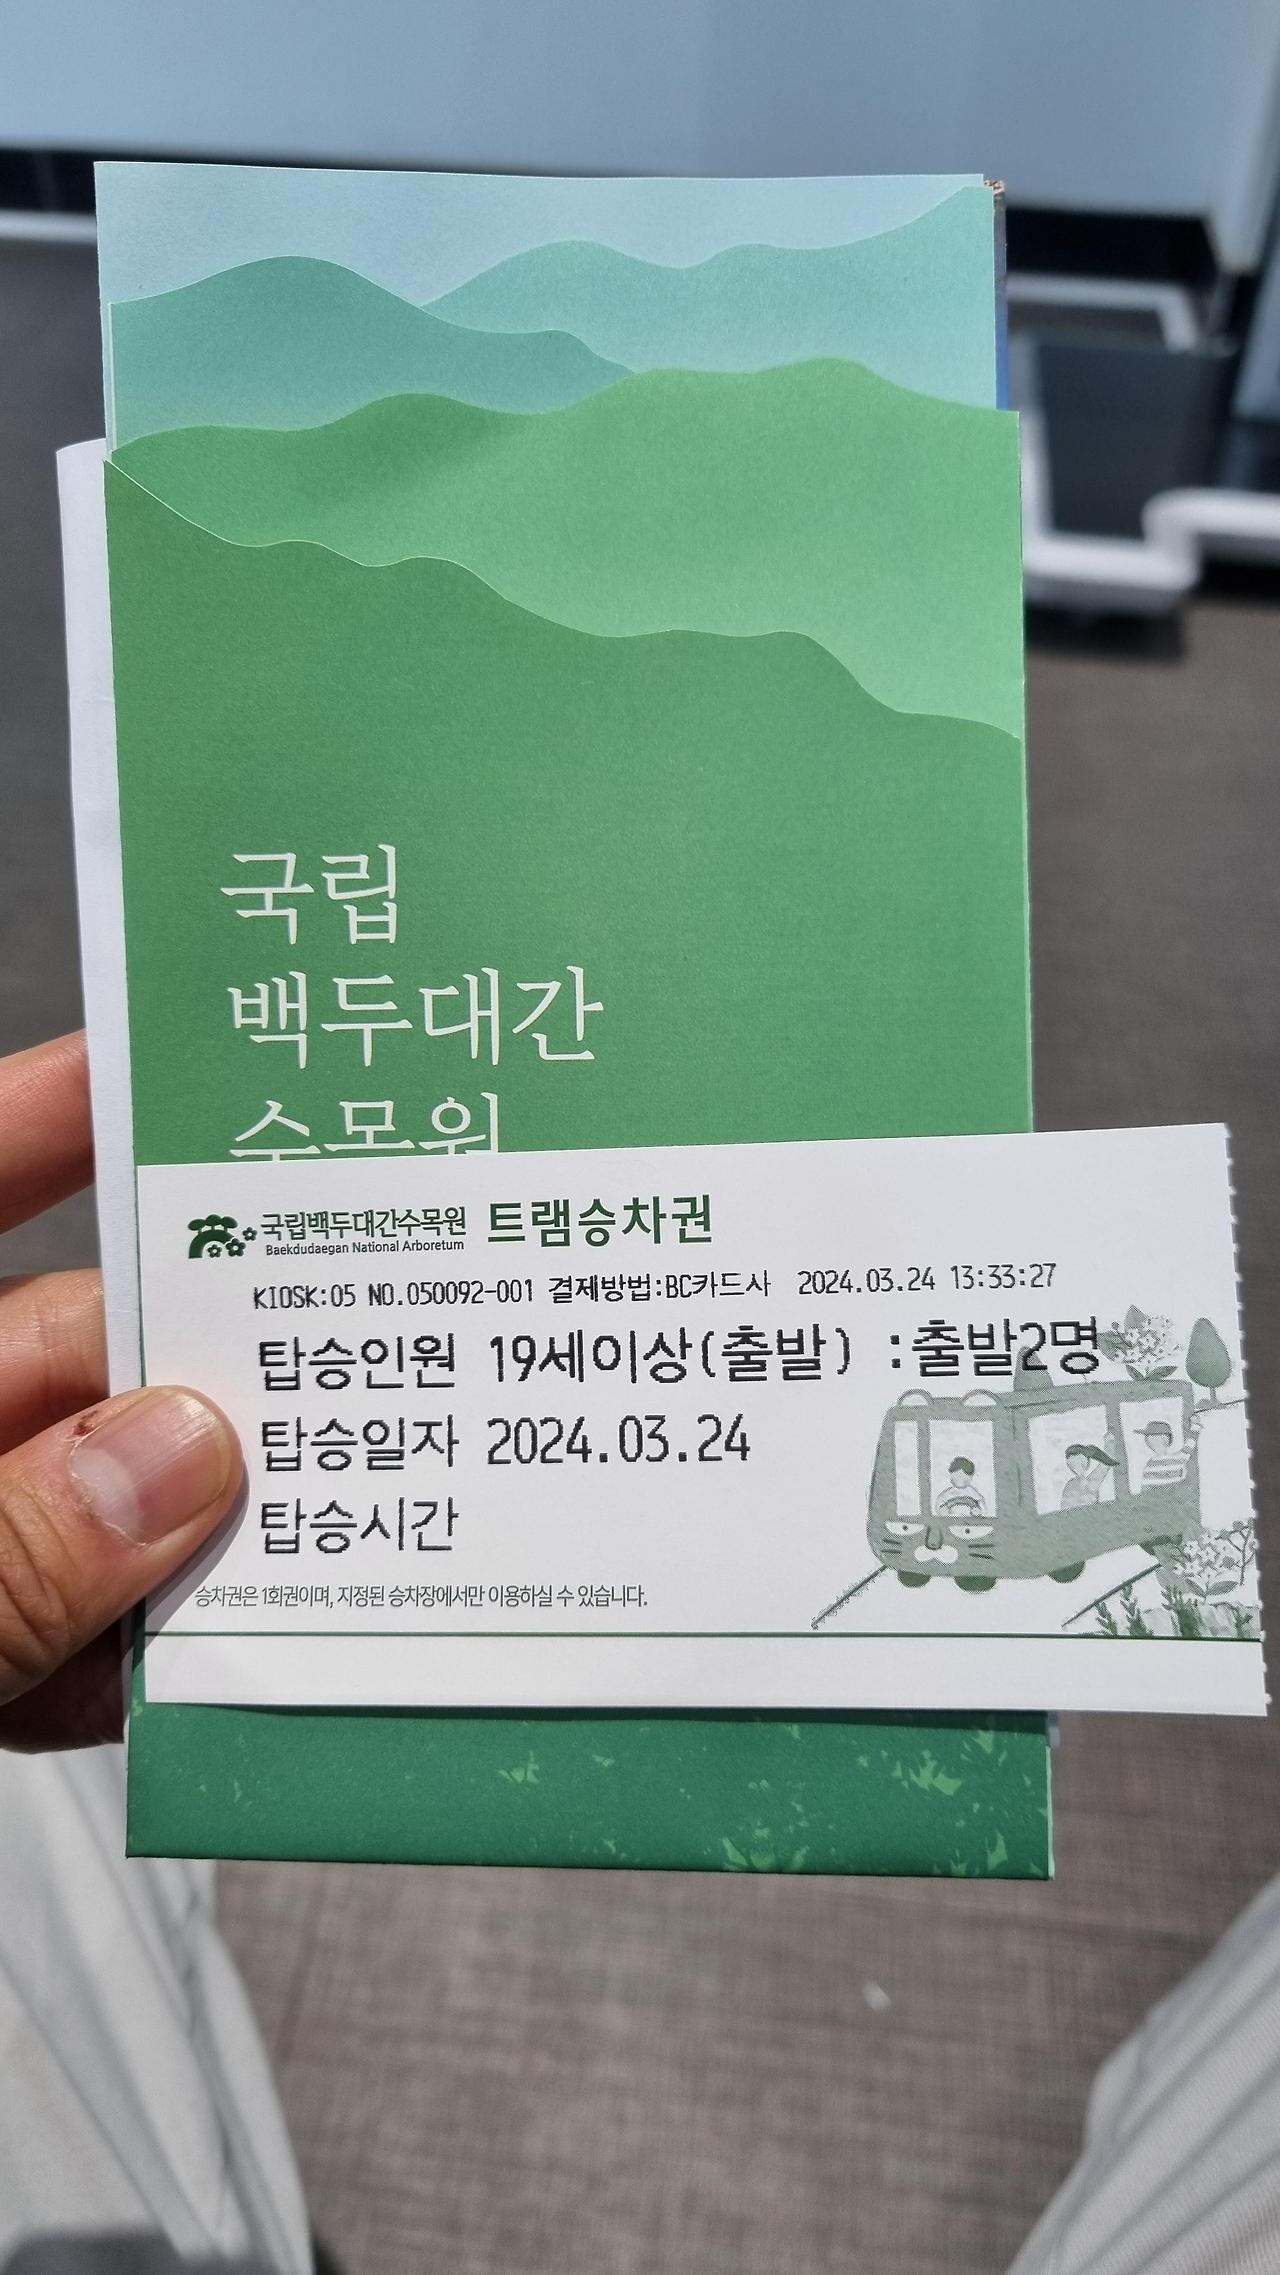 국립
백두대간
수목원
국립백두대간수목원 트램승차권
Baekdudaegan National Arboretum
KIOSK:05 NO.050092-001 결제방법:BC카드사 2024.03.24 13:33:27
탑승인원 19세이상(출발) :출발2명
탑승일자 2024.03.24
탑승시간
승차권은 1회권이며, 지정된 승차장에서만 이용하실 수 있습니다.